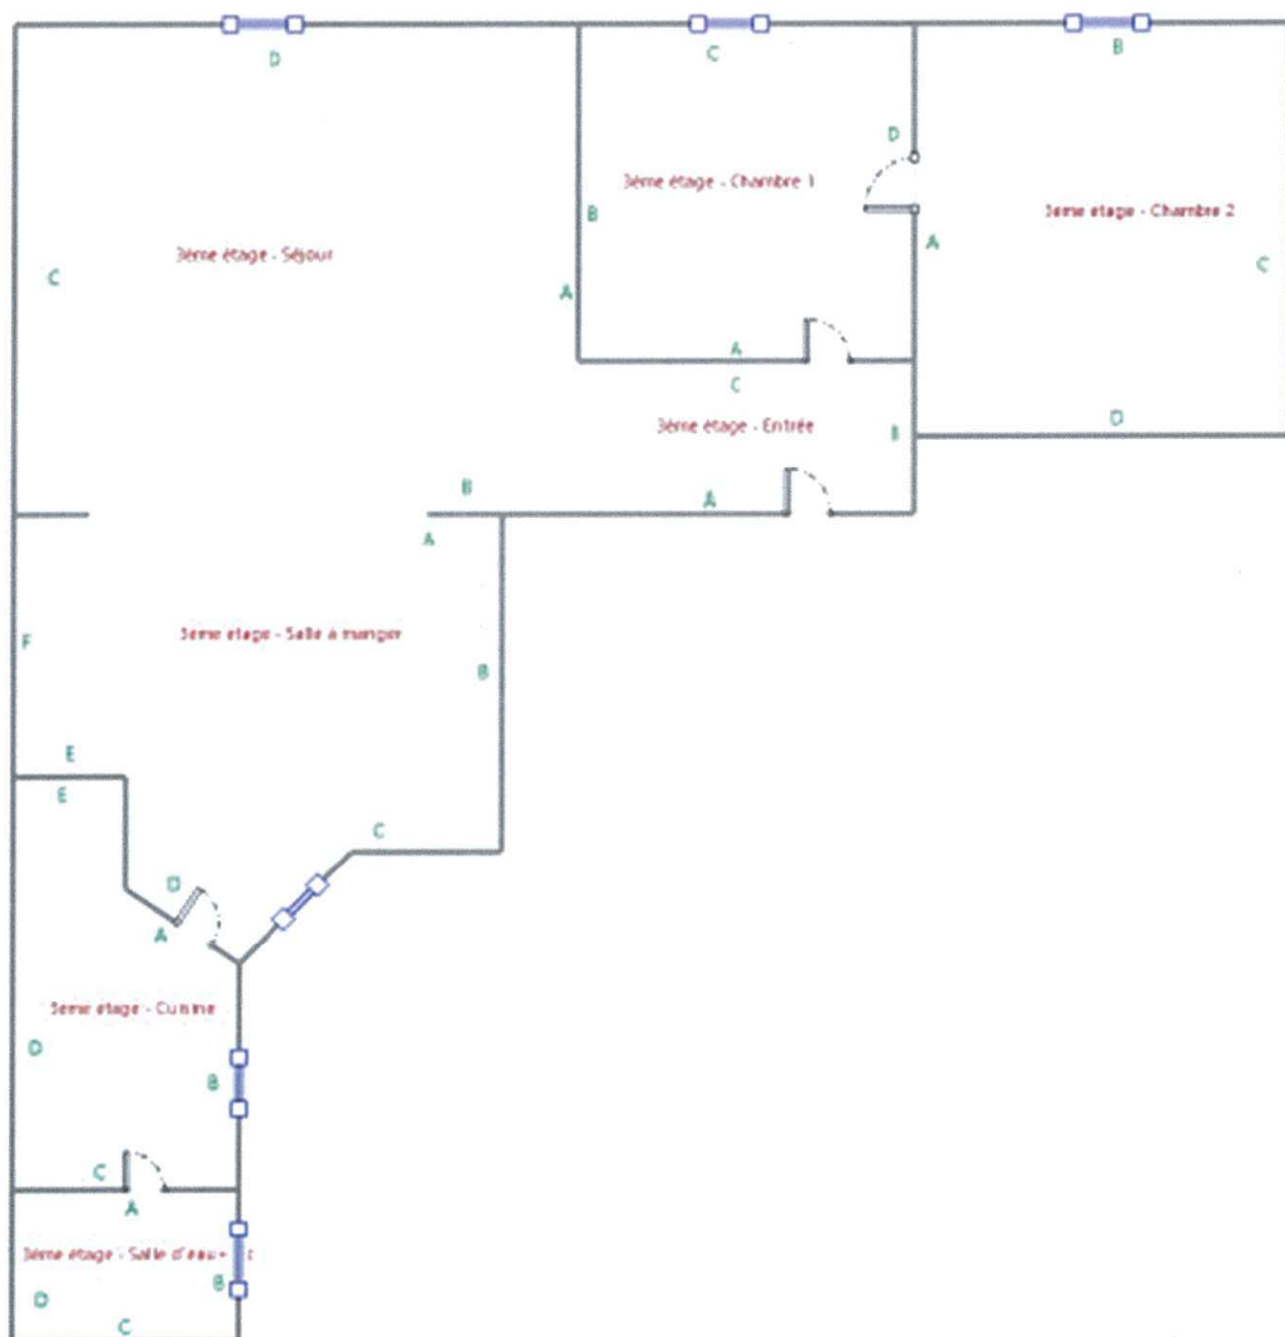 D
C
B
D
3ème étage - Chambre 1
B
3ème étage - Chambre 2
A
3ème étage - Séjour
C
C
A
A
C
D
3ème étage - Entrée
B
B
A
A
3ème étage - Salle à manger
F
B
E
E
C
D
A
3ème étage - Cuisine
D
B
C
A
3ème étage - Salle d'eau+
B
D
C